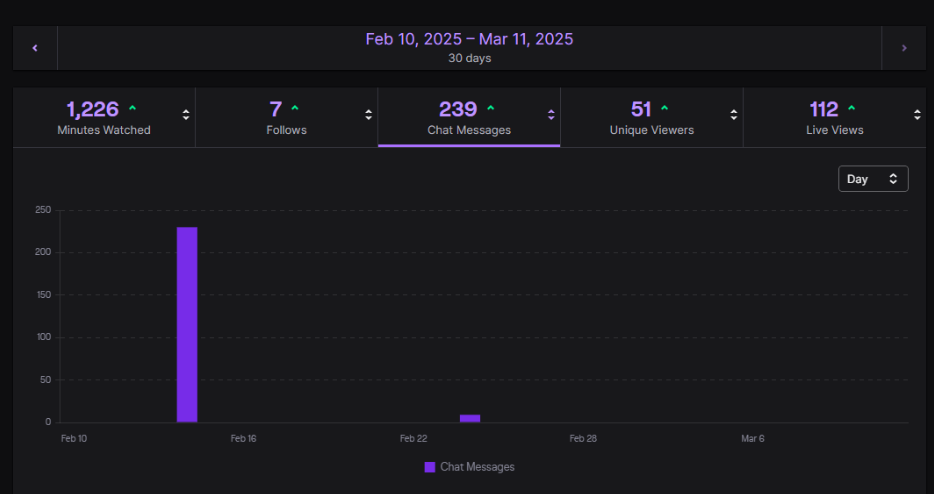 Feb 10, 2025 – Mar 11, 2025
30 days
1,226
Minutes Watched
7
Follows
239
Chat Messages
51
Unique Viewers
112
Live Views
Day
250
200
150
100
50
0
Feb 10
Feb 16
Feb 22
Feb 28
Mar 6
Chat Messages